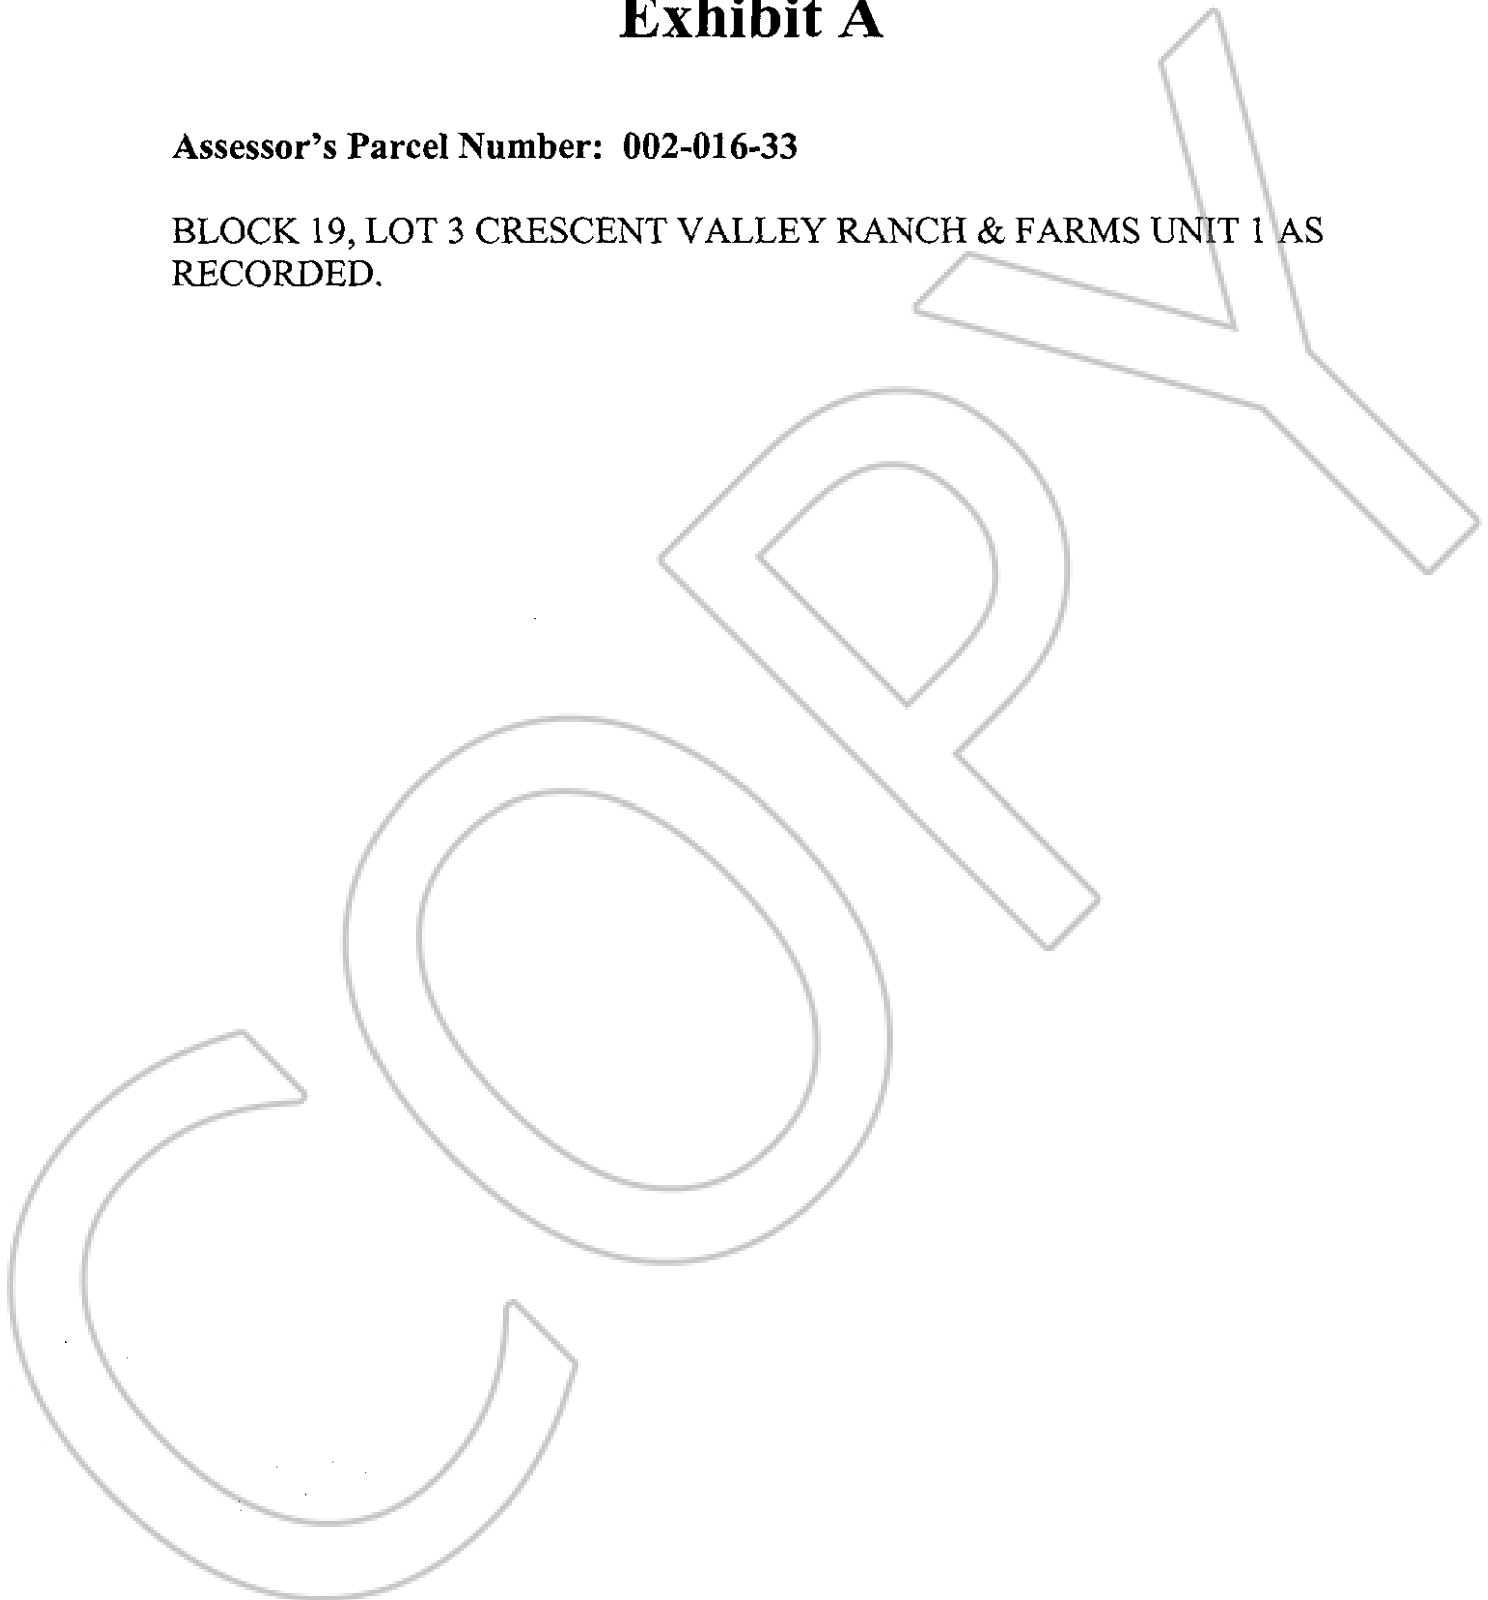 Exhibit A
Assessor's Parcel Number: 002-016-33
BLOCK 19, LOT 3 CRESCENT VALLEY RANCH & FARMS UNIT 1 AS
RECORDED.
COPY